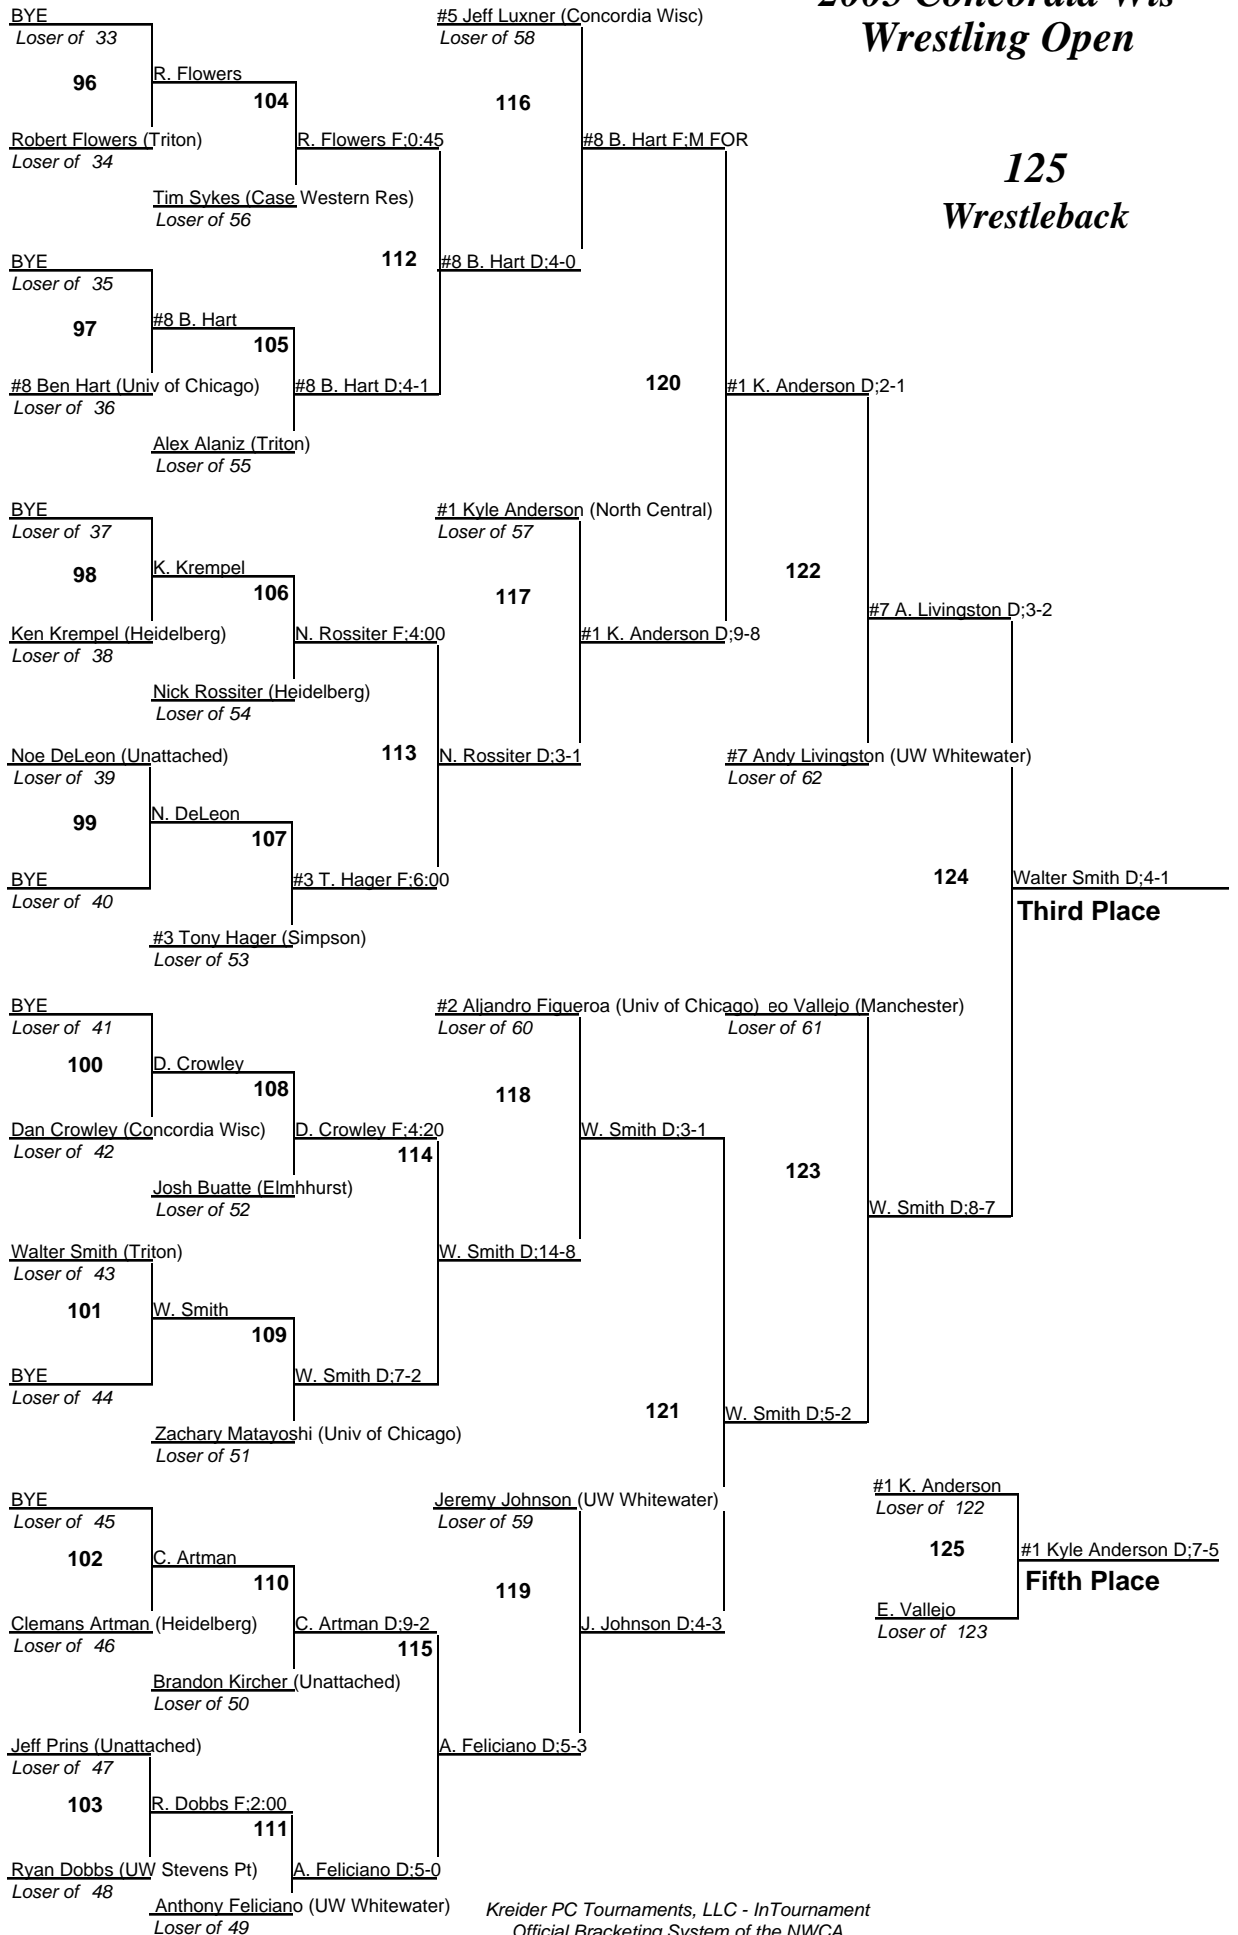 Wrestling Open
125
Wrestleback
BYE
Loser of 33
96
R. Flowers
104
Robert Flowers (Triton)
Loser of 34
R. Flowers F;0:45
Tim Sykes (Case Western Res)
Loser of 56
112
BYE
Loser of 35
97
#8 B. Hart
105
#8 Ben Hart (Univ of Chicago)
Loser of 36
#8 B. Hart D;4-1
Alex Alaniz (Triton)
Loser of 55
#5 Jeff Luxner (Concordia Wisc)
Loser of 58
116
#8 B. Hart F;M FOR
#8 B. Hart D;4-0
120
#1 K. Anderson D;2-1
BYE
Loser of 37
98
K. Krempel
106
Ken Krempel (Heidelberg)
Loser of 38
N. Rossiter F;4:00
Nick Rossiter (Heidelberg)
Loser of 54
113
Noe DeLeon (Unattached)
Loser of 39
99
N. DeLeon
107
BYE
Loser of 40
#3 T. Hager F;6:00
#3 Tony Hager (Simpson)
Loser of 53
#1 Kyle Anderson (North Central)
Loser of 57
117
#1 K. Anderson D;9-8
N. Rossiter D;3-1
122
#7 A. Livingston D;3-2
#7 Andy Livingston (UW Whitewater)
Loser of 62
124
Walter Smith D;4-1
Third Place
BYE
Loser of 41
100
D. Crowley
108
Dan Crowley (Concordia Wisc)
Loser of 42
D. Crowley F;4:20
114
Josh Buatte (Elmhhurst)
Loser of 52
Walter Smith (Triton)
Loser of 43
101
W. Smith
109
BYE
Loser of 44
W. Smith D;7-2
Zachary Matayoshi (Univ of Chicago)
Loser of 51
#2 Aljandro Figueroa (Univ of Chicago)
Loser of 60
eo Vallejo (Manchester)
Loser of 61
118
W. Smith D;3-1
123
W. Smith D;8-7
W. Smith D;14-8
121
W. Smith D;5-2
BYE
Loser of 45
102
C. Artman
110
Clemans Artman (Heidelberg)
Loser of 46
C. Artman D;9-2
115
Brandon Kircher (Unattached)
Loser of 50
Jeff Prins (Unattached)
Loser of 47
103
R. Dobbs F;2:00
111
Ryan Dobbs (UW Stevens Pt)
Loser of 48
A. Feliciano D;5-0
Anthony Feliciano (UW Whitewater)
Loser of 49
Jeremy Johnson (UW Whitewater)
Loser of 59
119
J. Johnson D;4-3
A. Feliciano D;5-3
#1 K. Anderson
Loser of 122
125
#1 Kyle Anderson D;7-5
Fifth Place
E. Vallejo
Loser of 123
Kreider PC Tournaments, LLC - InTournament
Official Bracketing System of the NWCA